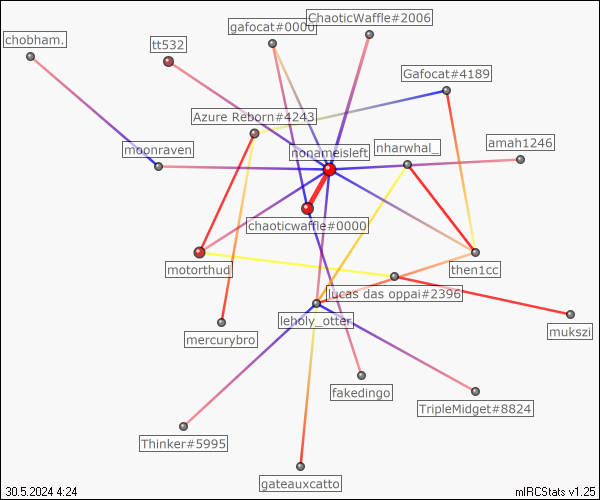 ChaoticWaffle#2006
gafocat#0000
chobham.
tt532
Gafocat#4189
Azure Reborn#4243
amah1246
moonraven
nonameisleft
nharwhal_
chaoticwaffle#0000
motorthud
then1cc
lucas das oppai#2396
leholy_otter
mukszi
mercurybro
fakedingo
TripleMidget#8824
Thinker#5995
gateauxcatto
30.5.2024 4:24
mIRCStats v1.25